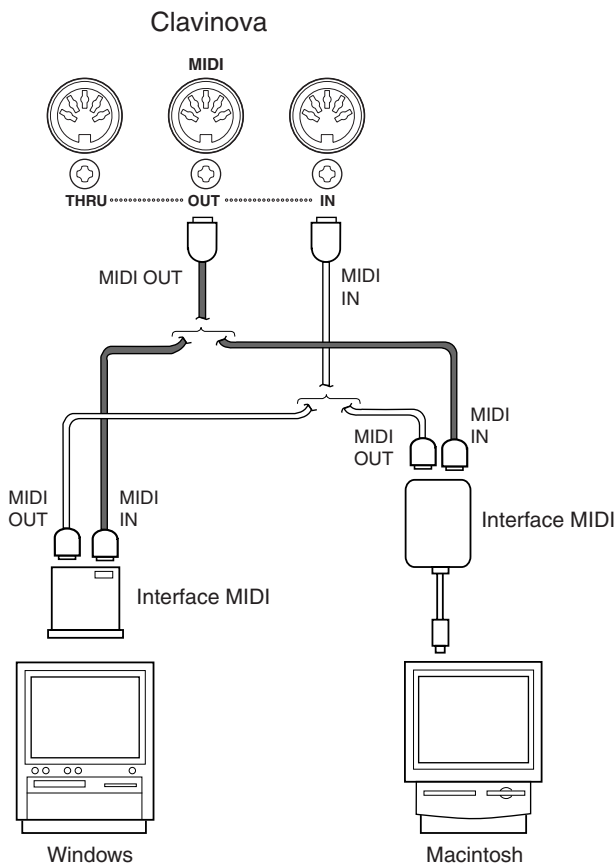 Clavinova
MIDI
THRU OUT IN
MIDI OUT
MIDI
IN
MIDI
OUT
MIDI
IN
MIDI
OUT
MIDI
IN
Interface MIDI
Interface MIDI
Windows
Macintosh